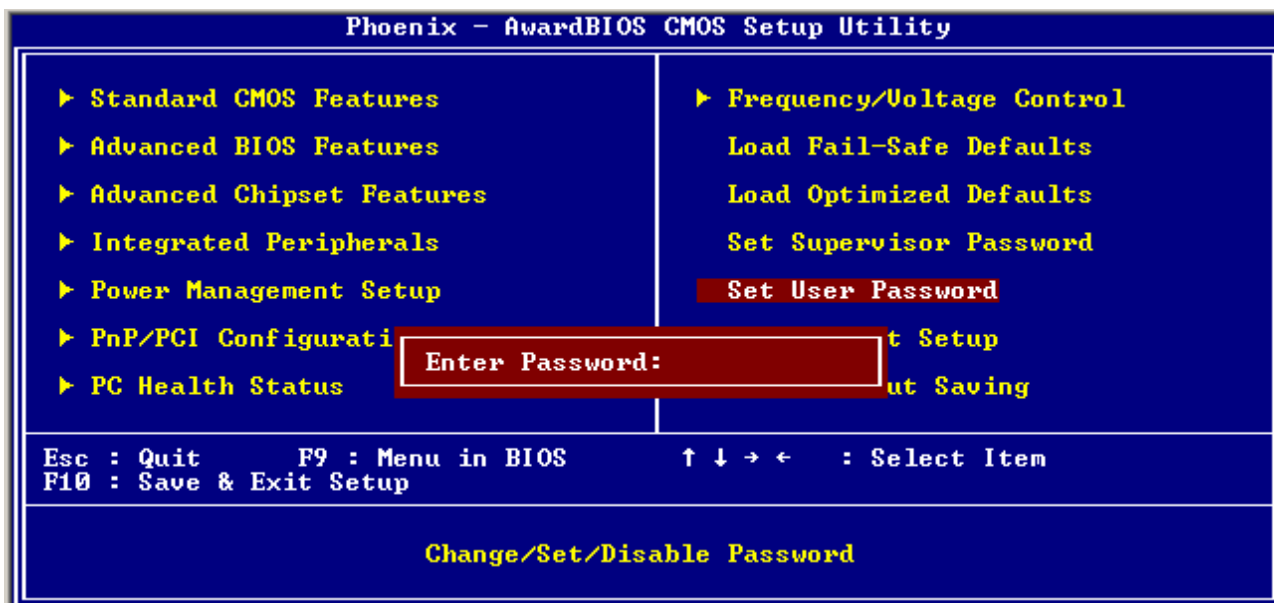 Phoenix - AwardBIOS CMOS Setup Utility
Standard CMOS Features
Advanced BIOS Features
Advanced Chipset Features
Integrated Peripherals
Power Management Setup
PnP/PCI Configurati
PC Health Status
Frequency/Voltage Control
Load Fail-Safe Defaults
Load Optimized Defaults
Set Supervisor Password
Set User Password
t Setup
ut Saving
Enter Password:
Esc : Quit F9 : Menu in BIOS ↑ ↓ → ← : Select Item
F10 : Save & Exit Setup
Change/Set/Disable Password